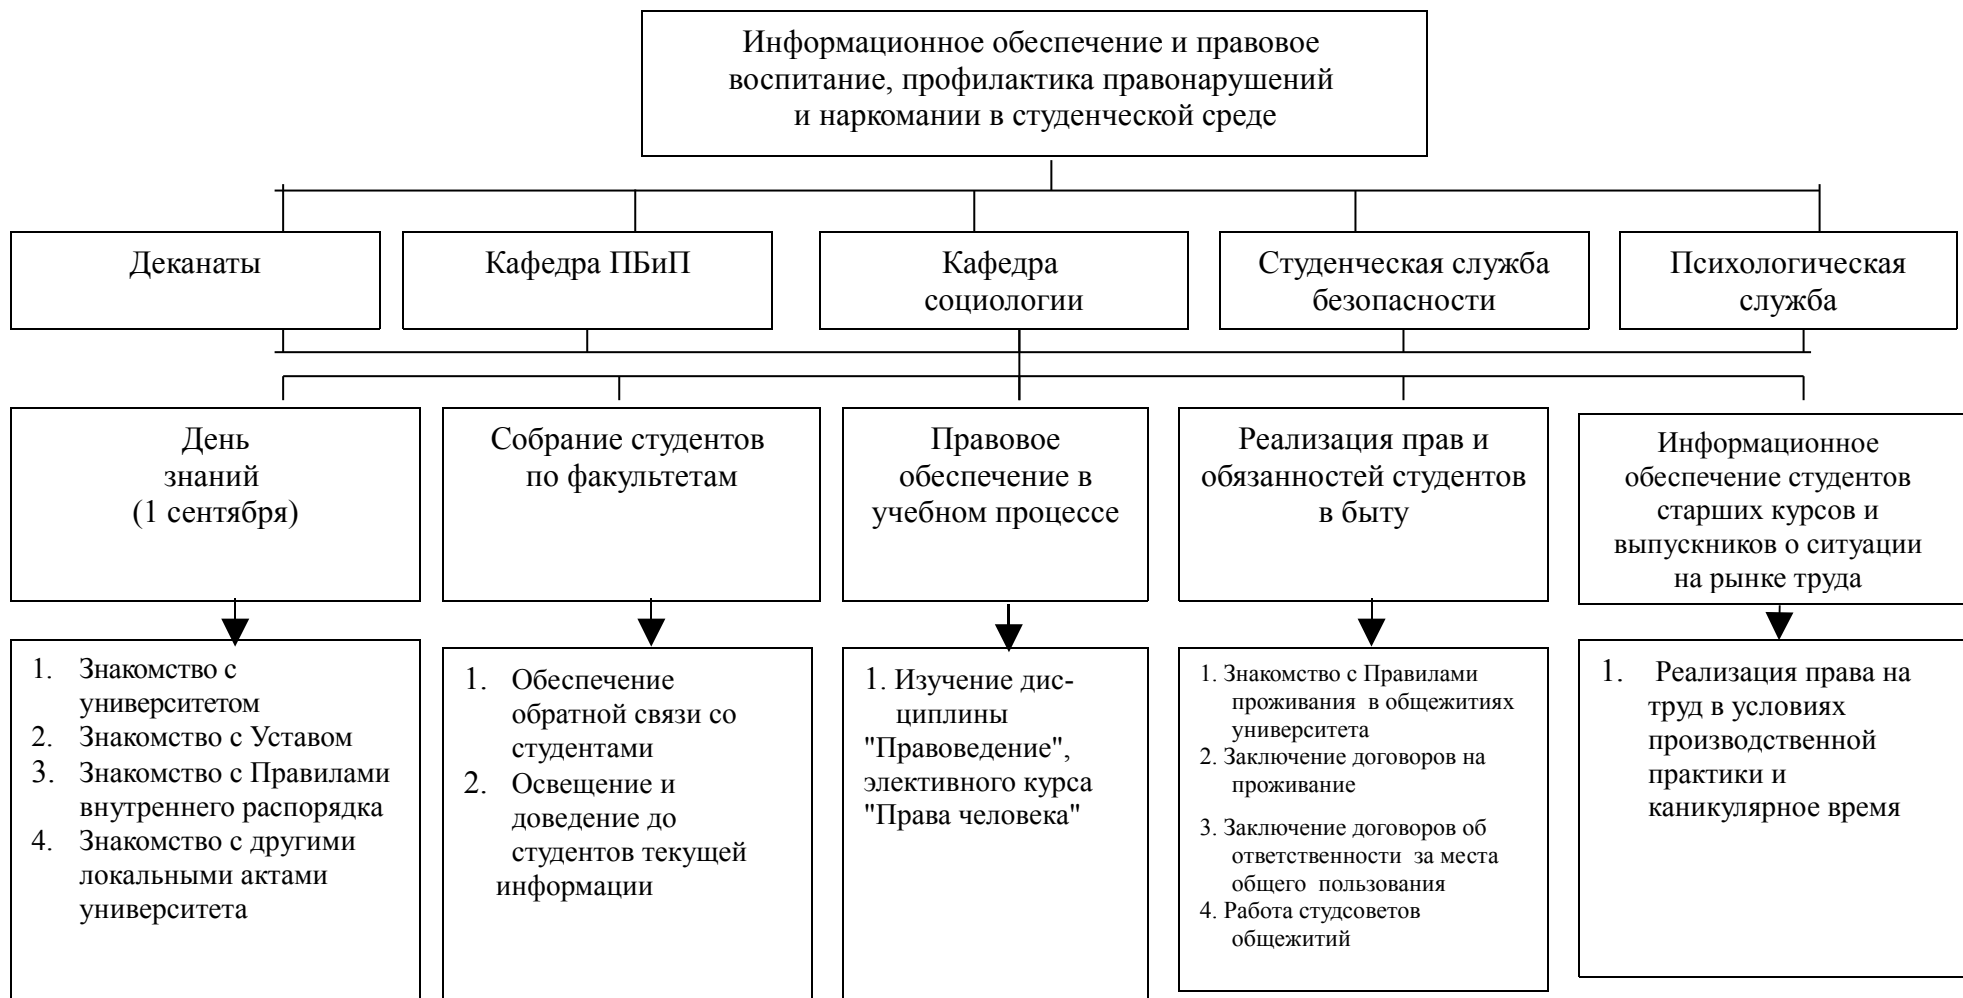 Информационное обеспечение и правовое
воспитание, профилактика правонарушений
и наркомании в студенческой среде
Деканаты
Кафедра ПБиП
Кафедра
социологии
Студенческая служба
безопасности
Психологическая
служба
День
знаний
(1 сентября)
Собрание студентов
по факультетам
Правовое
обеспечение в
учебном процессе
Реализация прав и
обязанностей студентов
в быту
Информационное
обеспечение студентов
старших курсов и
выпускников о ситуации
на рынке труда
1. Знакомство с
университетом
2. Знакомство с Уставом
3. Знакомство с Правилами
внутреннего распорядка
4. Знакомство с другими
локальными актами
университета
1. Обеспечение
обратной связи со
студентами
2. Освещение и
доведение до
студентов текущей
информации
1. Изучение дис-
циплины
"Правоведение",
элективного курса
"Права человека"
1. Знакомство с Правилами
проживания в общежитиях
университета
2. Заключение договоров на
проживание
3. Заключение договоров об
ответственности за места
общего пользования
4. Работа студсоветов
общежитий
1. Реализация права на
труд в условиях
производственной
практики и
каникулярное время